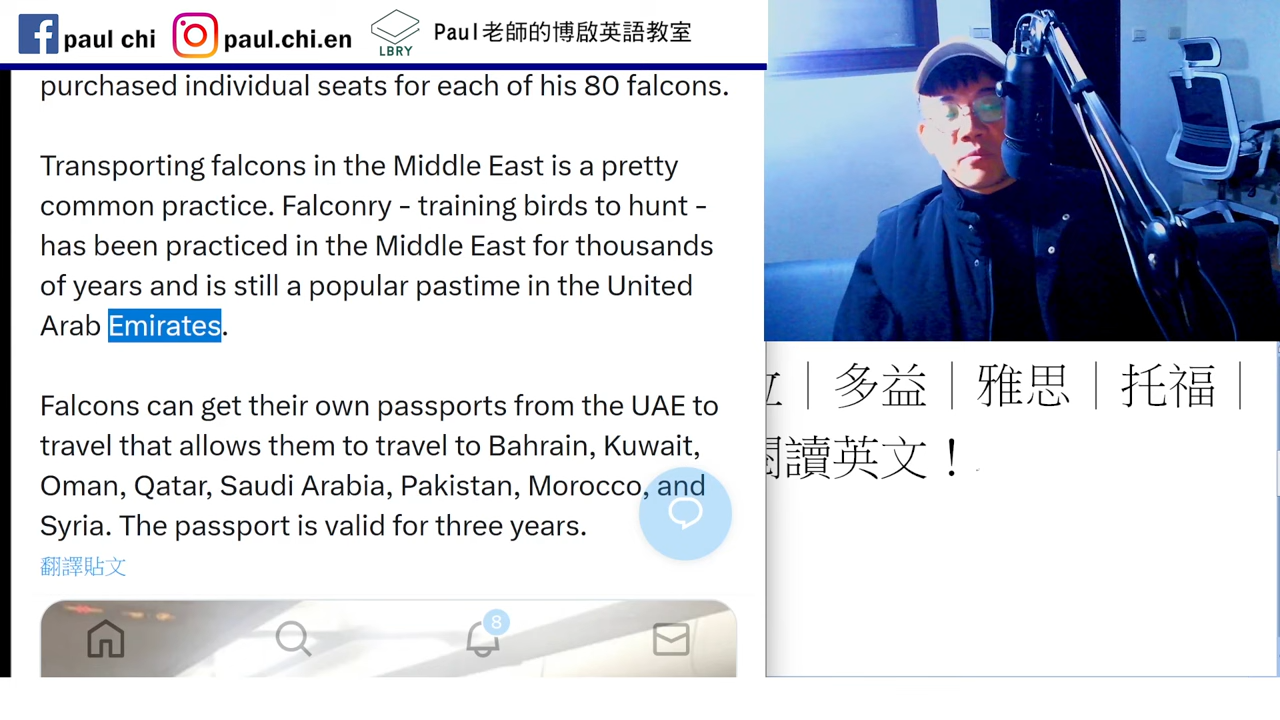 paul chi
paul.chi.en
LBRY
Paul老師的博啟英語教室
purchased individual seats for each of his 80 falcons.
Transporting falcons in the Middle East is a pretty
common practice. Falconry - training birds to hunt -
has been practiced in the Middle East for thousands
of years and is still a popular pastime in the United
Arab Emirates.
Falcons can get their own passports from the UAE to
travel that allows them to travel to Bahrain, Kuwait,
Oman, Qatar, Saudi Arabia, Pakistan, Morocco, and
Syria. The passport is valid for three years.
翻譯貼文
8
｜多益｜雅思｜托福｜
閱讀英文！